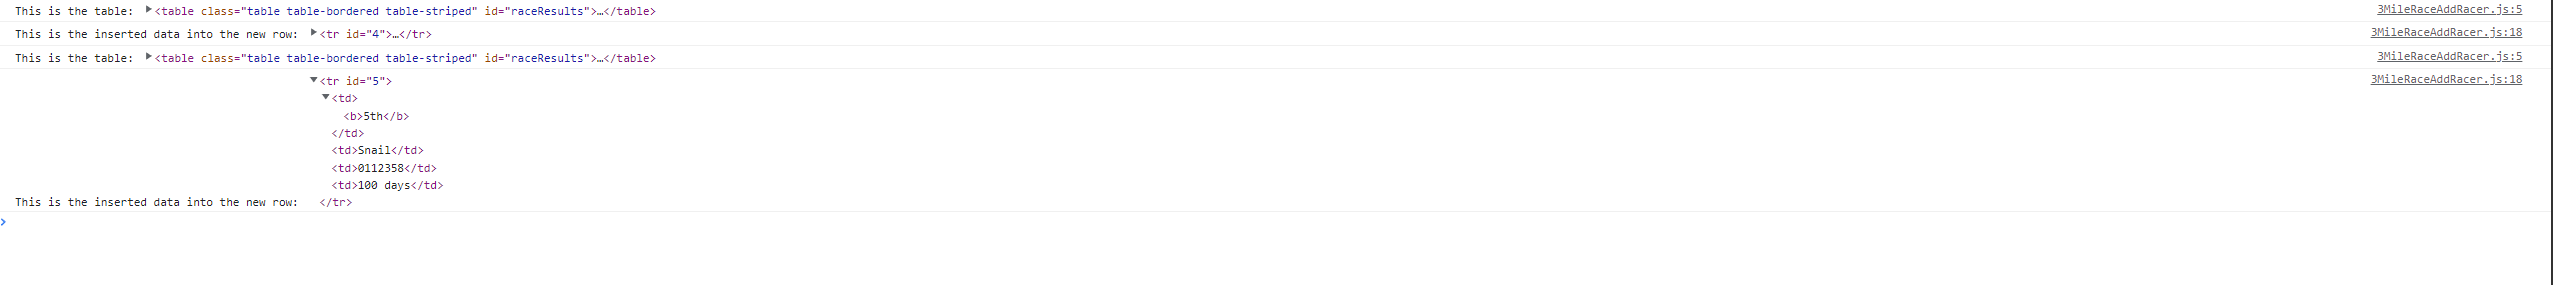 This is the table: ▶<table class="table table-bordered table-striped" id="raceResults">…</table> 3MileRaceAddRacer.js:5
This is the inserted data into the new row: ▶<tr id="4">…</tr> 3MileRaceAddRacer.js:18
This is the table: ▶<table class="table table-bordered table-striped" id="raceResults">…</table> 3MileRaceAddRacer.js:5
▼<tr id="5"> 3MileRaceAddRacer.js:18
▼<td>
<b>5th</b>
</td>
<td>Snail</td>
<td>0112358</td>
<td>100 days</td>
This is the inserted data into the new row: </tr>